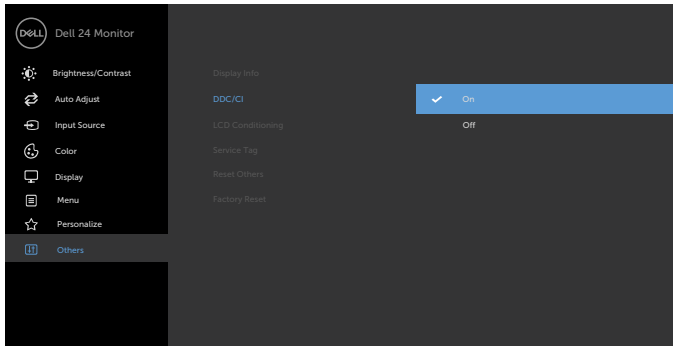 DELL
Dell 24 Monitor
Brightness/Contrast
Auto Adjust
Input Source
Color
Display
Menu
Personalize
Others
Display Info
DDC/CI
LCD Conditioning
Service Tag
Reset Others
Factory Reset
On
Off